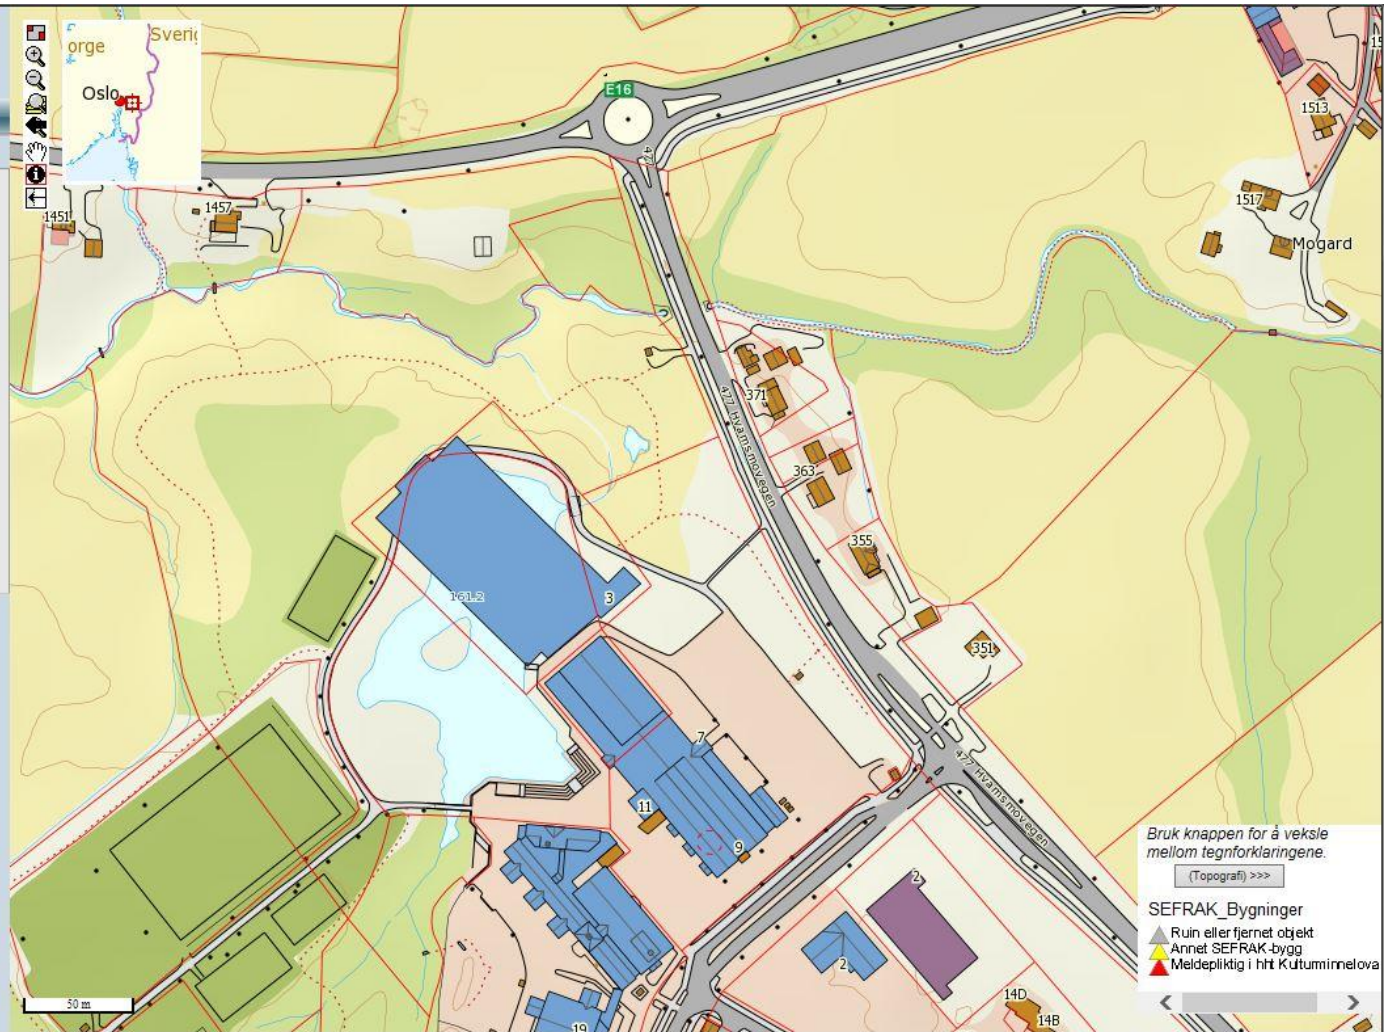 orge
Sverig
Oslo
E16
477
1513
15
1517
Mogard
1451
1457
371
477 Hvamsmovegen
363
355
351
161.2
3
7
11
9
477 Hvamsmovegen
2
2
14D
14B
19
50 m
Bruk knappen for å veksle
mellom tegnforklaringene.
(Topografi) >>>
SEFRAK_Bygninger
Ruin eller fjernet objekt
Annet SEFRAK-bygg
Meldepliktig i hht Kulturminnelova